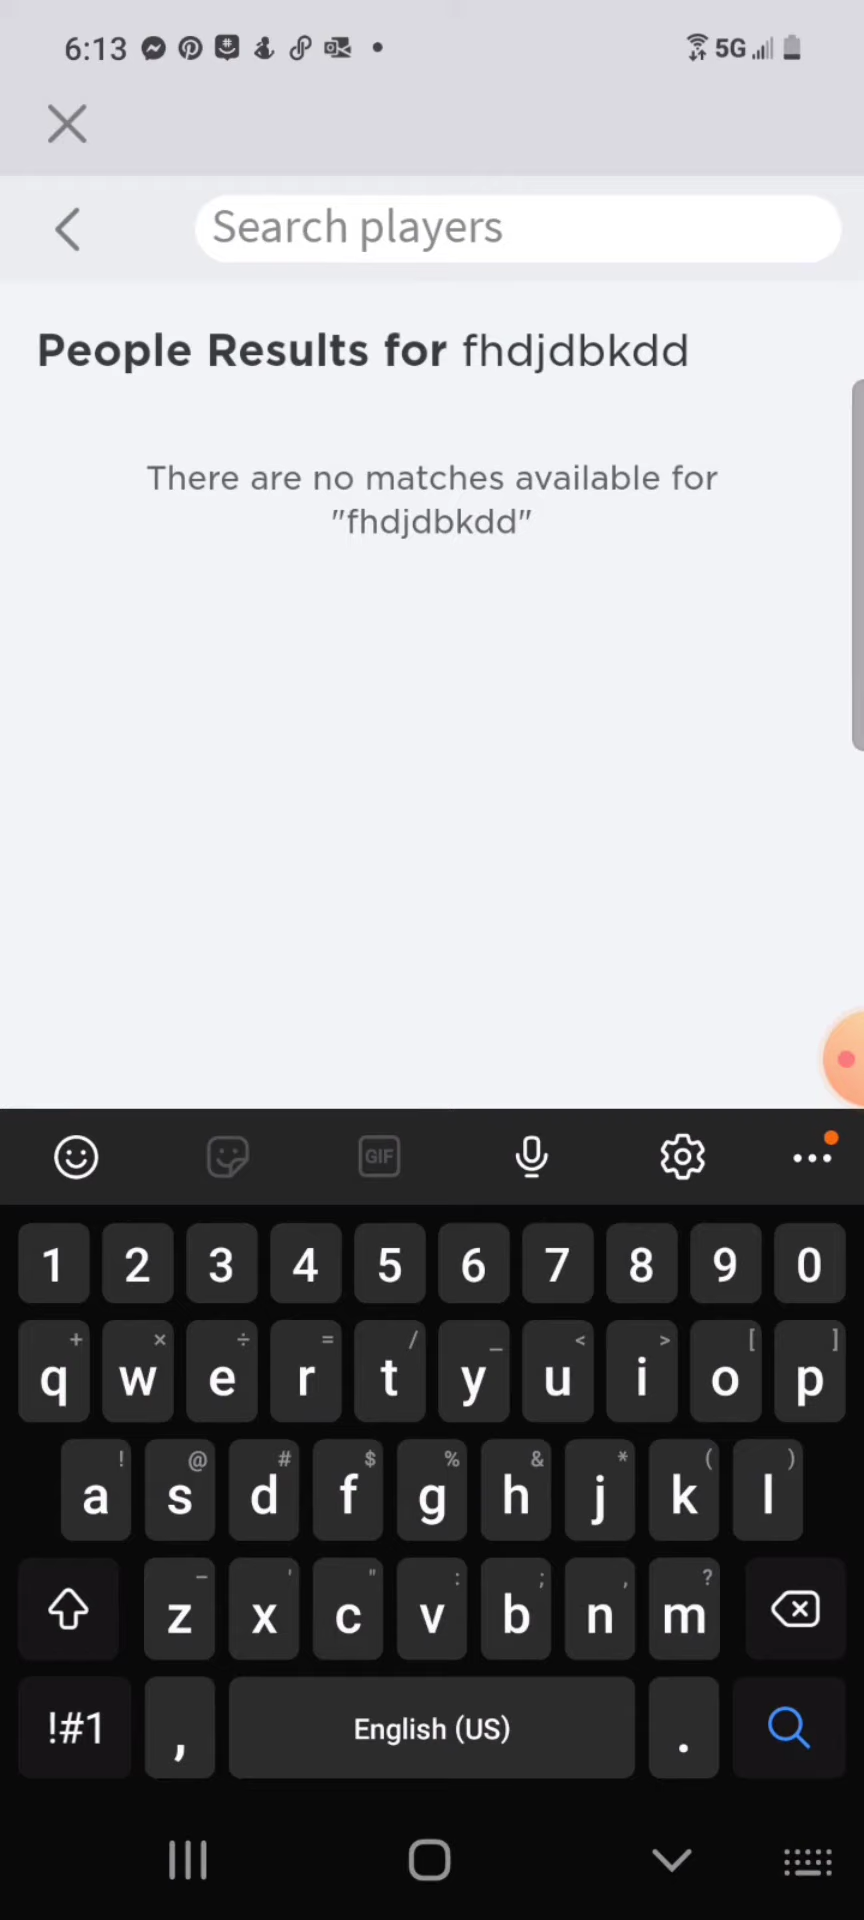 6:13 5G
Search players
People Results for fhdjdbkdd
There are no matches available for
"fhdjdbkdd"
GIF
1 2 3 4 5 6 7 8 9 0
+ × ÷ = / _ < > [ ]
q w e r t y u i o p
! @ # $ % & * ( )
a s d f g h j k l
- ' " : ; , ?
z x c v b n m
!#1 , English (US) .